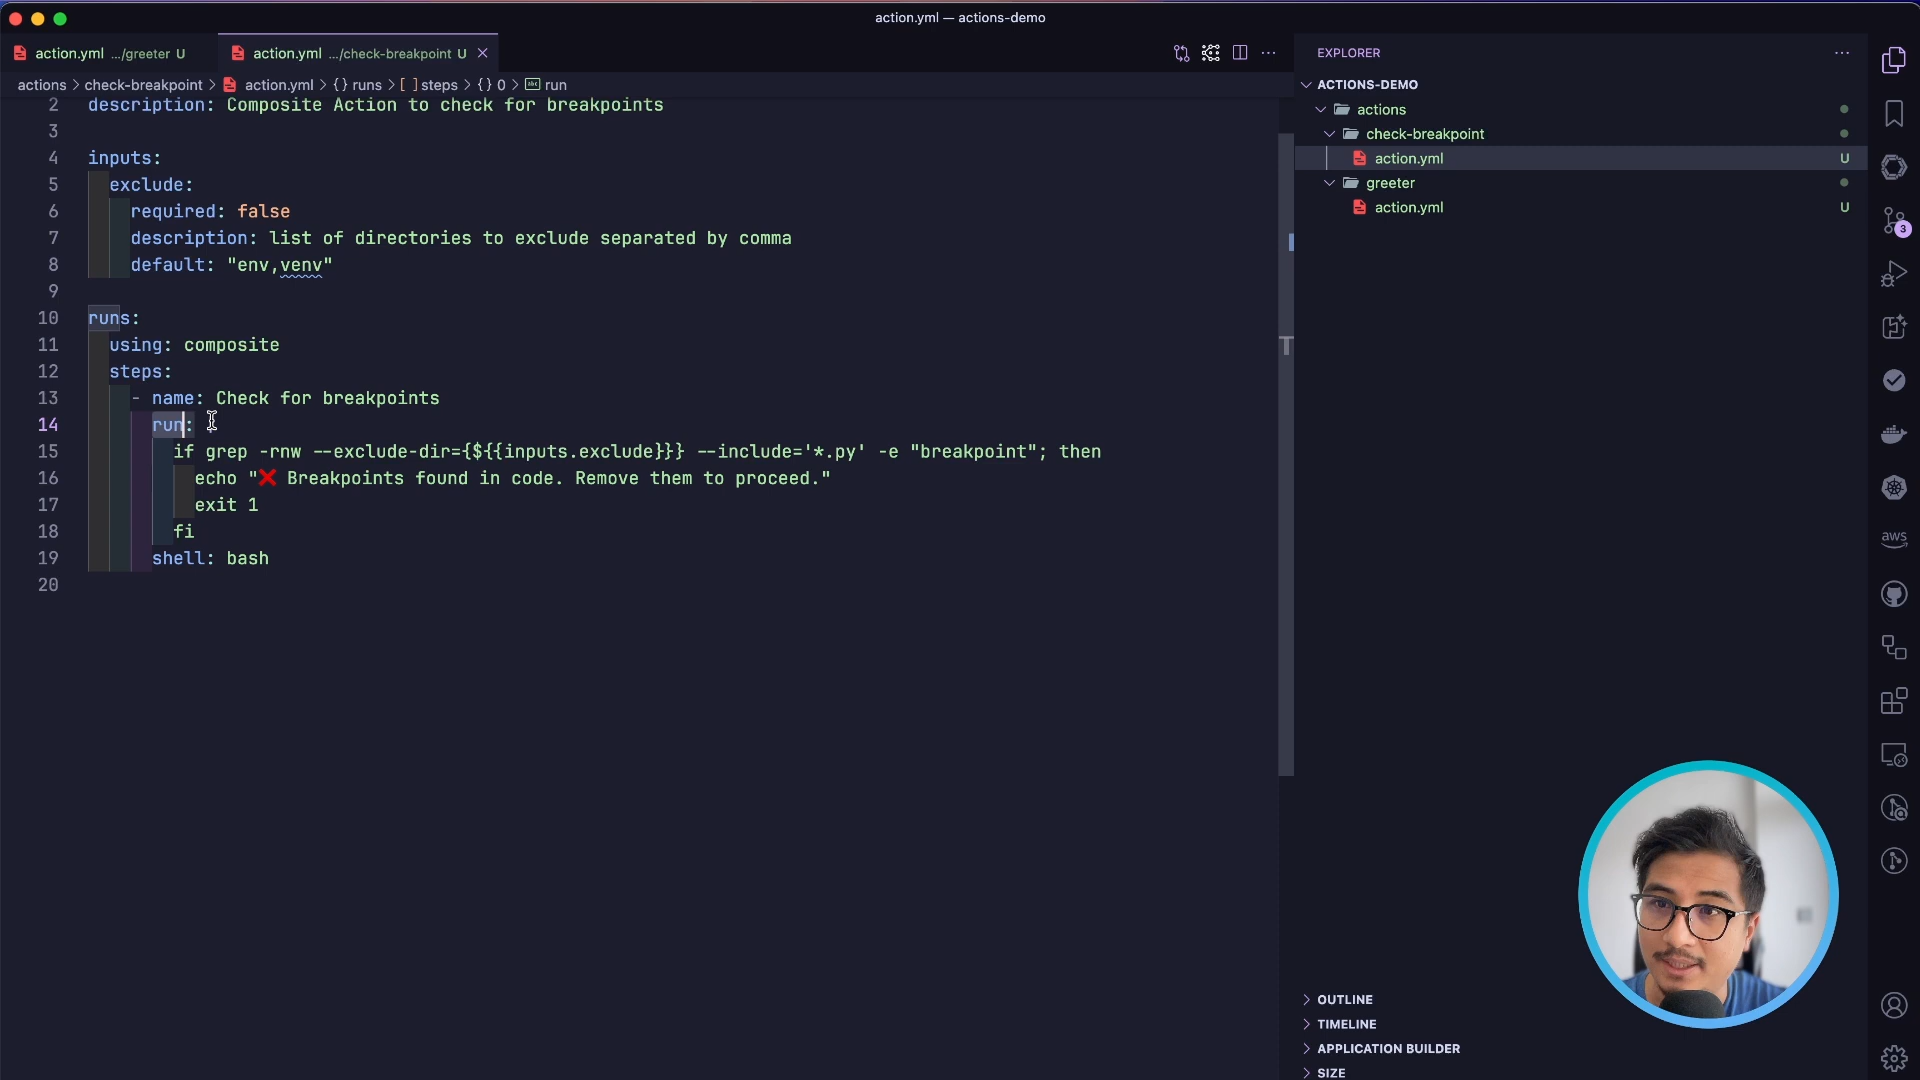 action.yml — actions-demo
action.yml .../greeter U
action.yml .../check-breakpoint U
actions > check-breakpoint > action.yml > {} runs > [ ] steps > {} 0 > abc run
2 description: Composite Action to check for breakpoints
3
4 inputs:
5 exclude:
6 required: false
7 description: list of directories to exclude separated by comma
8 default: "env,venv"
9
10 runs:
11 using: composite
12 steps:
13 - name: Check for breakpoints
14 run:
15 if grep -rnw --exclude-dir={${{inputs.exclude}}} --include='*.py' -e "breakpoint"; then
16 echo "❌ Breakpoints found in code. Remove them to proceed."
17 exit 1
18 fi
19 shell: bash
20
EXPLORER
ACTIONS-DEMO
actions
check-breakpoint
action.yml U
greeter
action.yml U
3
aws
OUTLINE
TIMELINE
APPLICATION BUILDER
SIZE